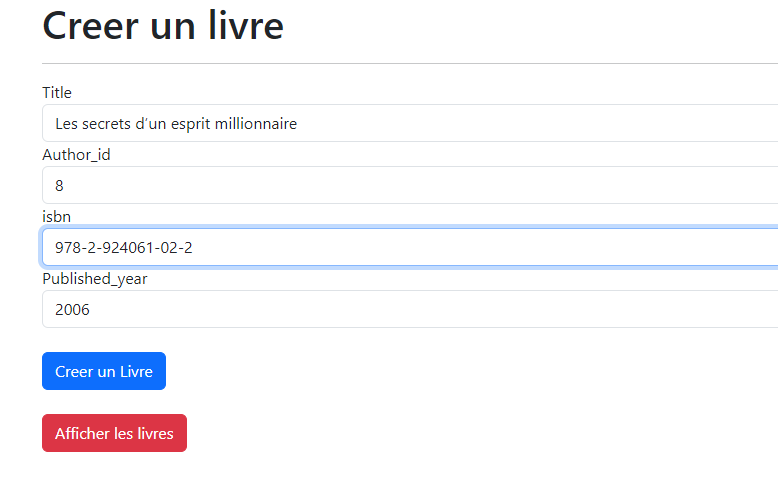 Creer un livre
Title
Les secrets d’un esprit millionnaire
Author_id
8
isbn
978-2-924061-02-2
Published_year
2006
Creer un Livre
Afficher les livres